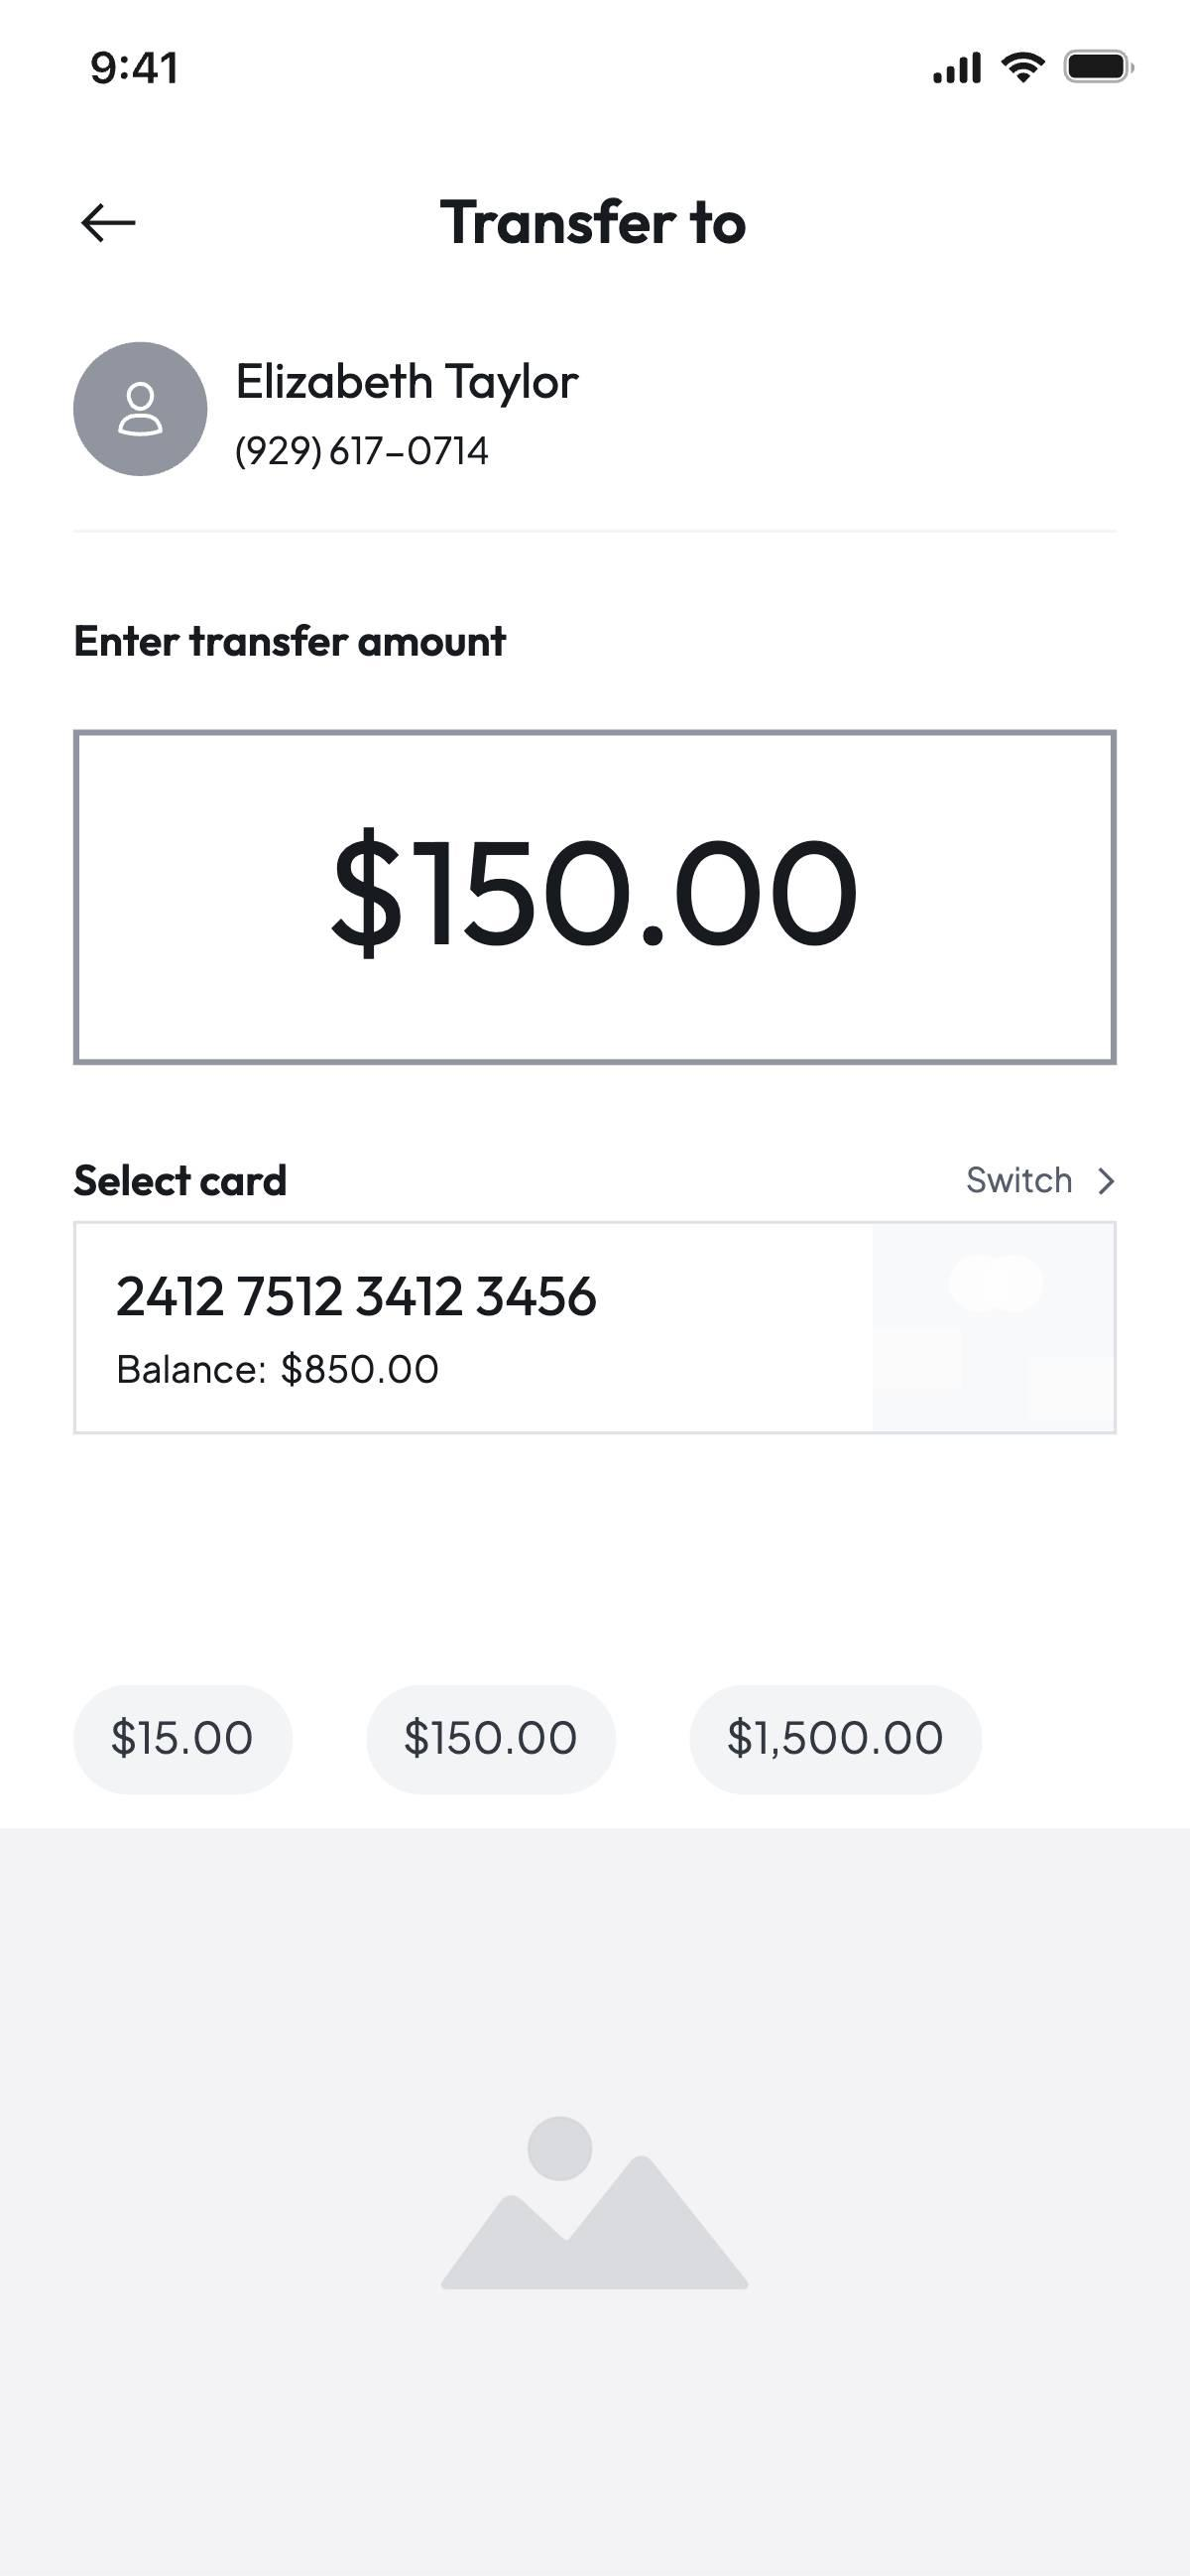 9:41
Transfer to
Elizabeth Taylor
(929) 617-0714
Enter transfer amount
$150.00
Select card
Switch
2412 7512 3412 3456
Balance: $850.00
$15.00
$150.00
$1,500.00